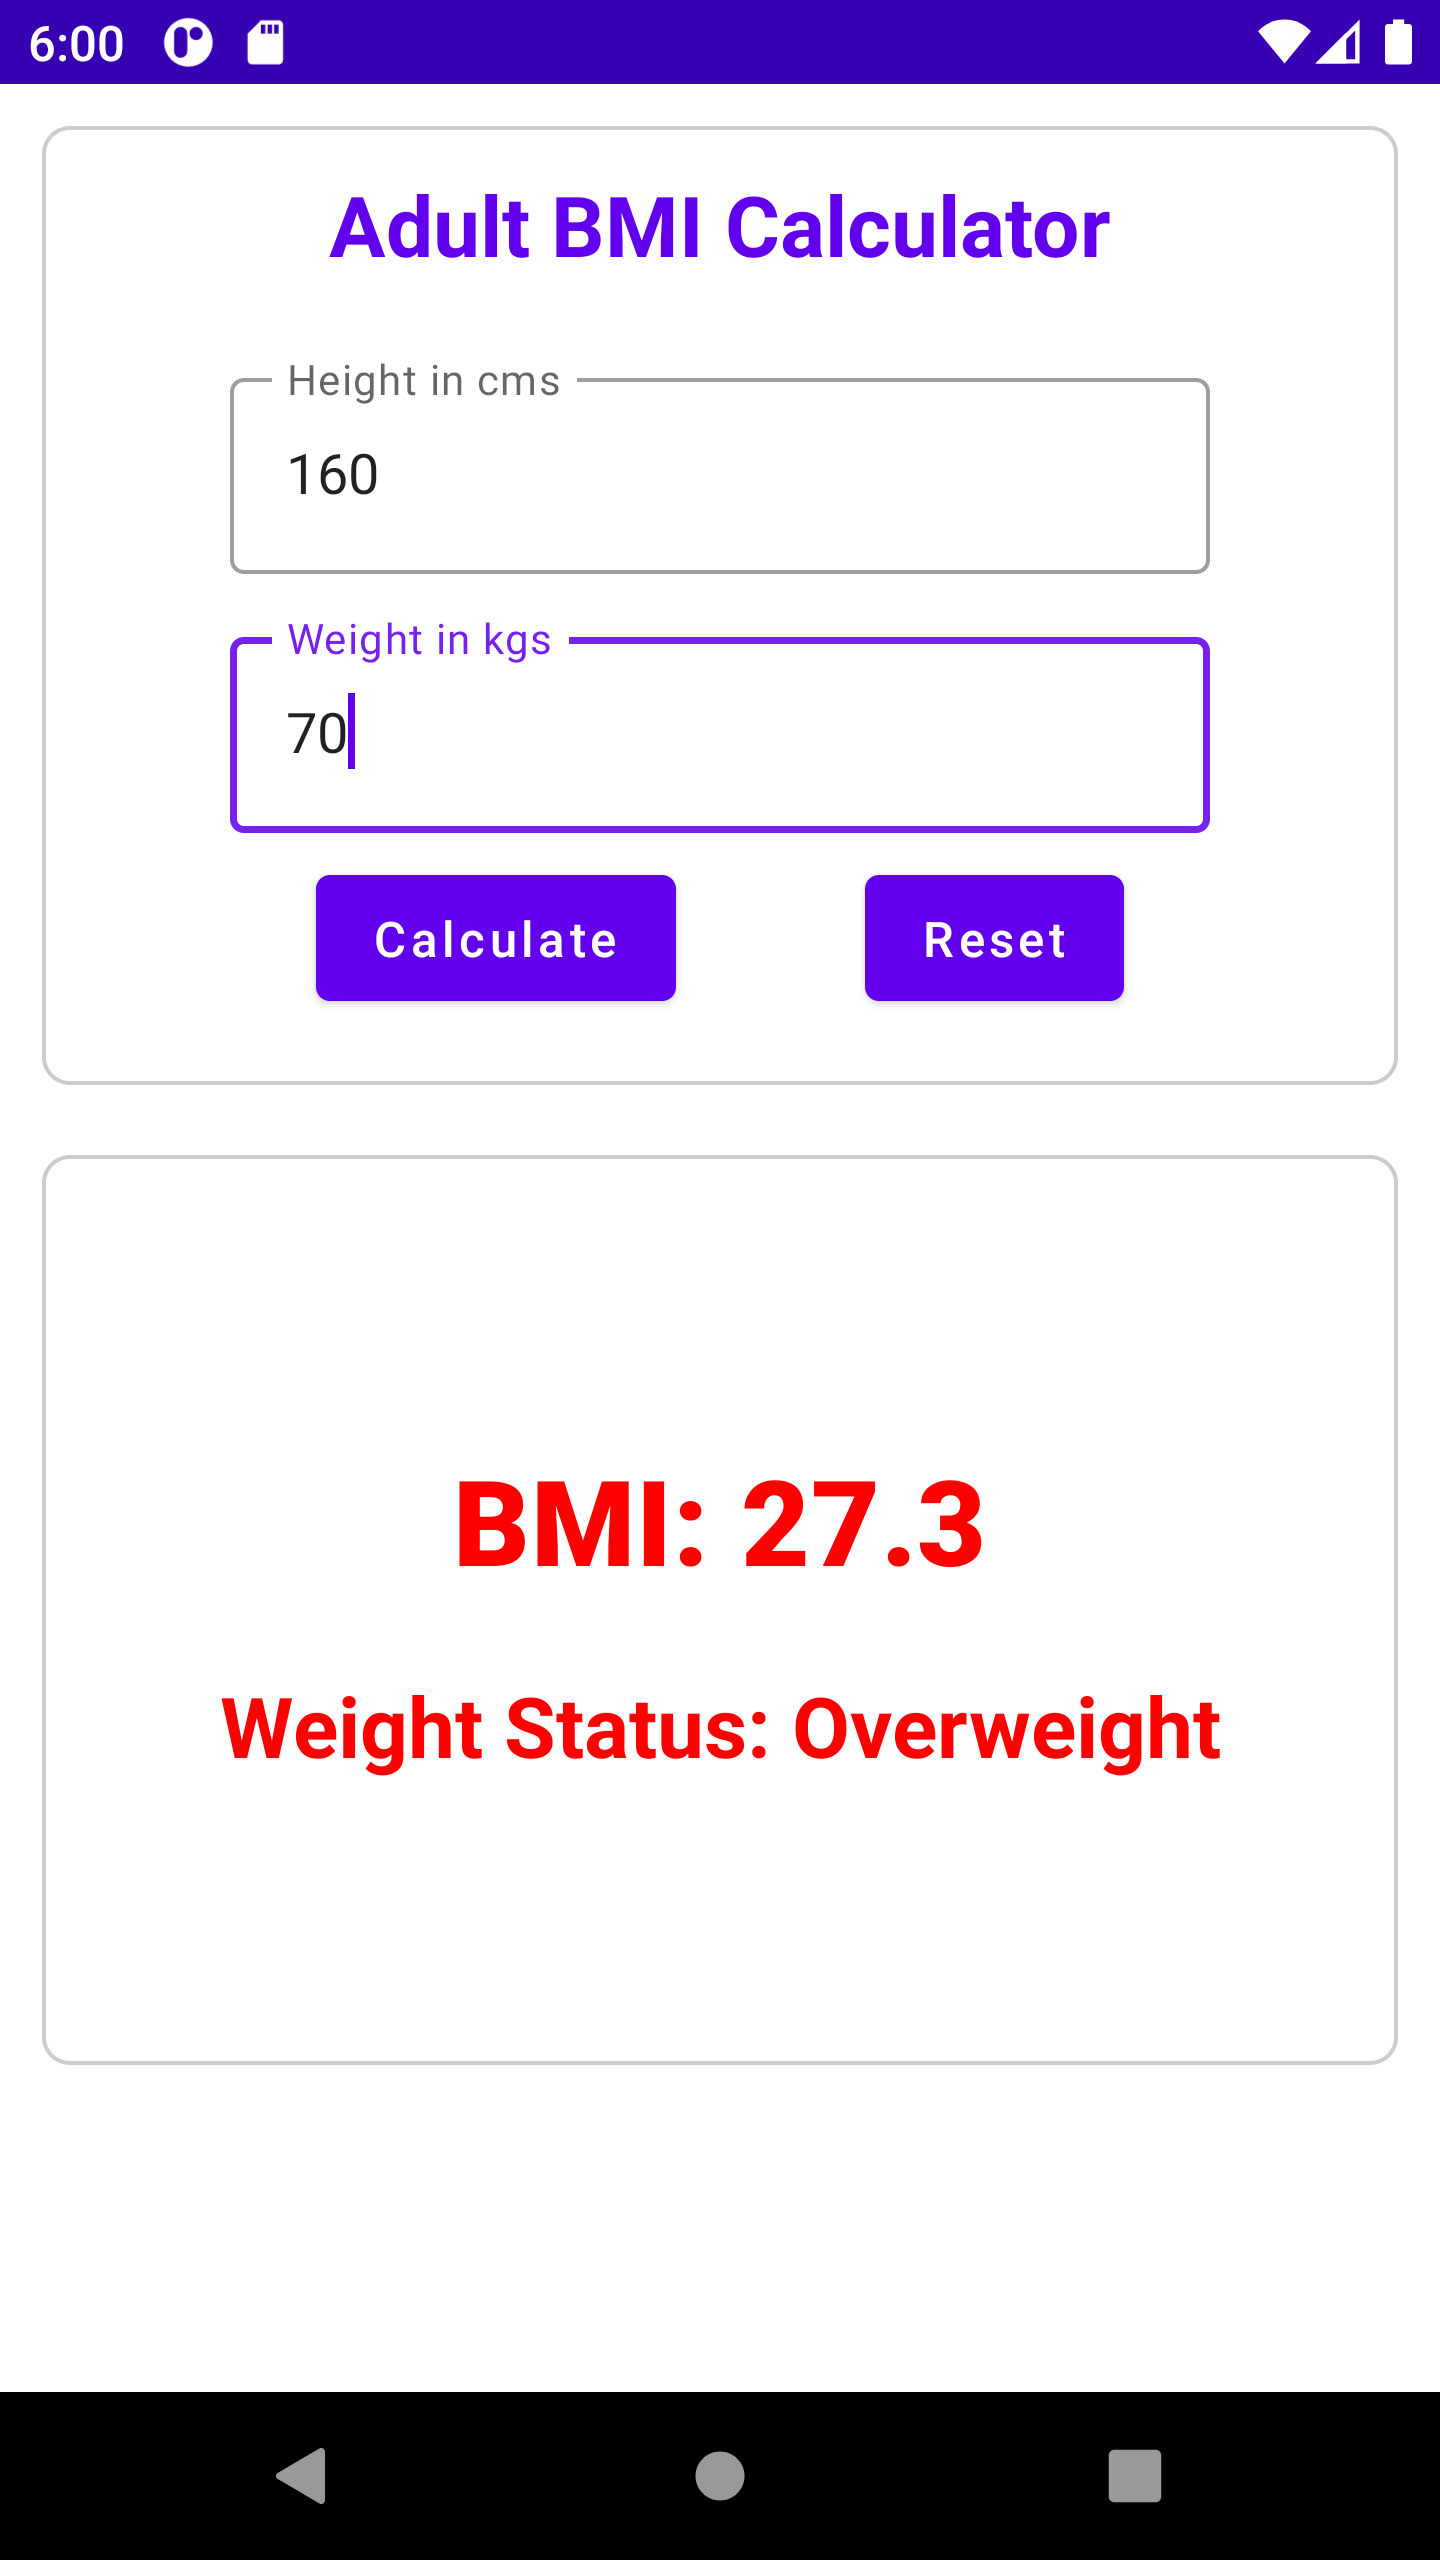 6:00
Adult BMI Calculator
Height in cms
160
Weight in kgs
70
Calculate Reset
BMI: 27.3
Weight Status: Overweight